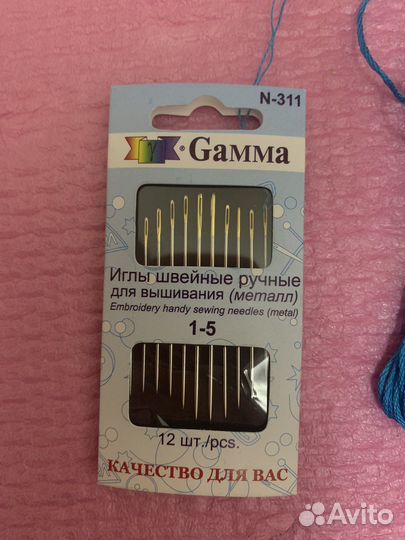 N-311
® Gamma
Иглы швейные ручные
для вышивания (металл)
Embroidery handy sewing needles (metal)
1-5
12 шт./pcs.
КАЧЕСТВО ДЛЯ ВАС
Avito